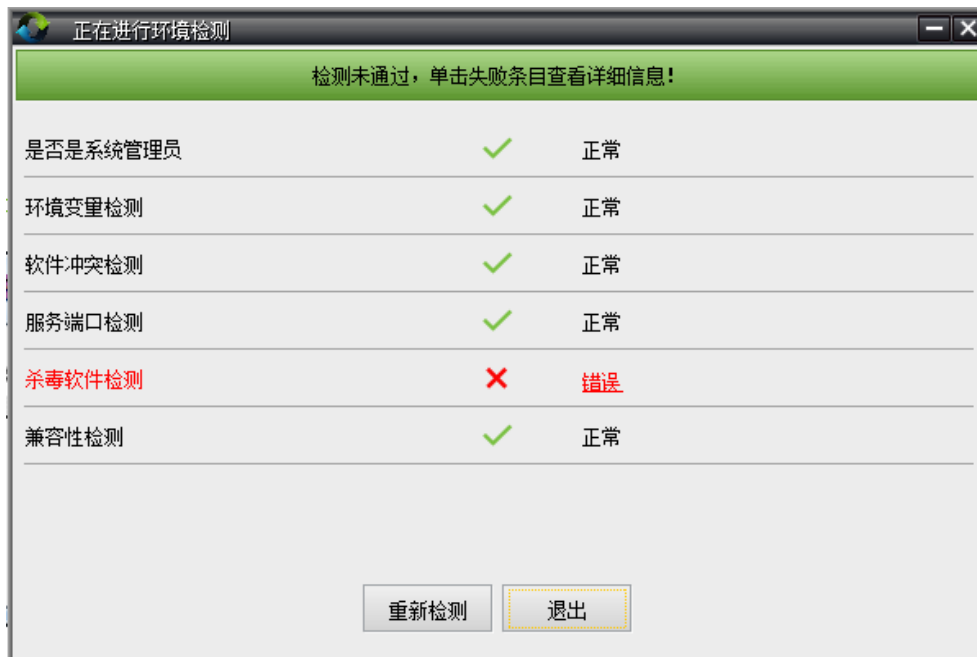 正在进行环境检测
检测未通过，单击失败条目查看详细信息!
是否是系统管理员 正常
环境变量检测 正常
软件冲突检测 正常
服务端口检测 正常
杀毒软件检测 错误
兼容性检测 正常
重新检测 退出